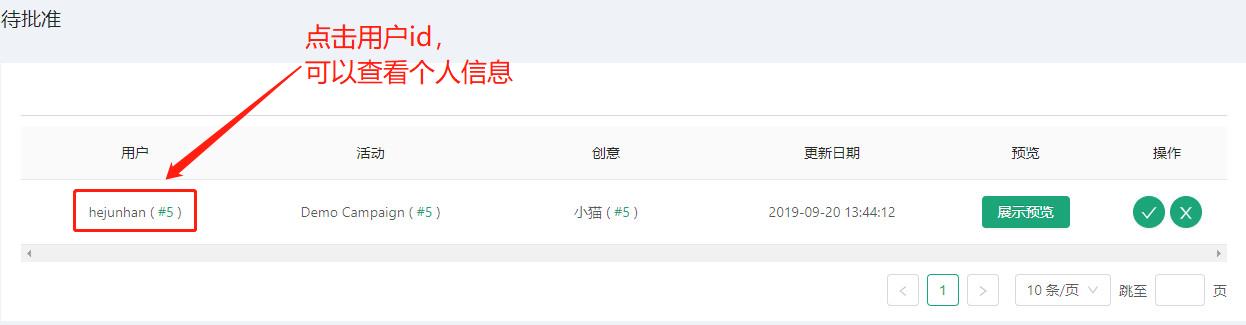 待批准
点击用户id，
可以查看个人信息
用户 活动 创意 更新日期 预览 操作
hejunhan ( #5 ) Demo Campaign ( #5 ) 小猫 ( #5 ) 2019-09-20 13:44:12 展示预览
1 10 条/页 跳至 页